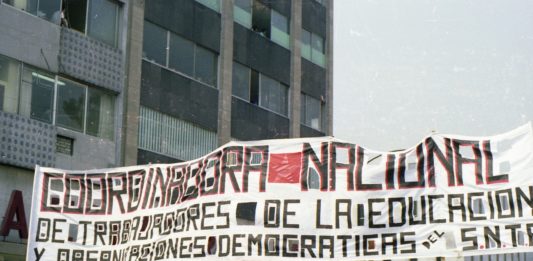 COORDINADORA NACIONAL
DE TRABAJADORES DE LA EDUCACION
Y ORGANIZACIONES DEMOCRATICAS DEL S.N.T.E
A